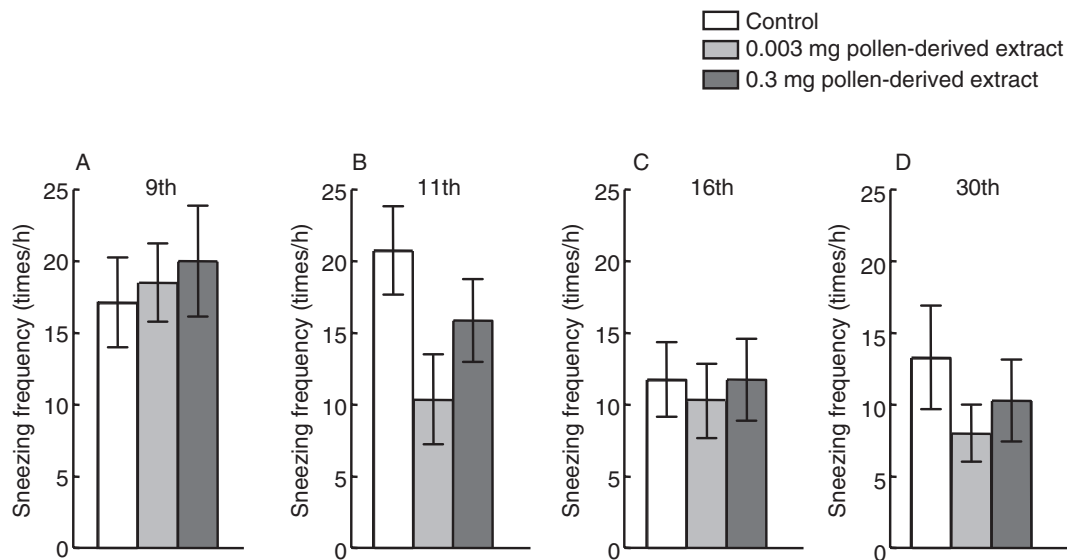 Control
0.003 mg pollen-derived extract
0.3 mg pollen-derived extract
A
9th
Sneezing frequency (times/h)
25
20
15
10
5
0
B
11th
Sneezing frequency (times/h)
25
20
15
10
5
0
C
16th
Sneezing frequency (times/h)
25
20
15
10
5
0
D
30th
Sneezing frequency (times/h)
25
20
15
10
5
0